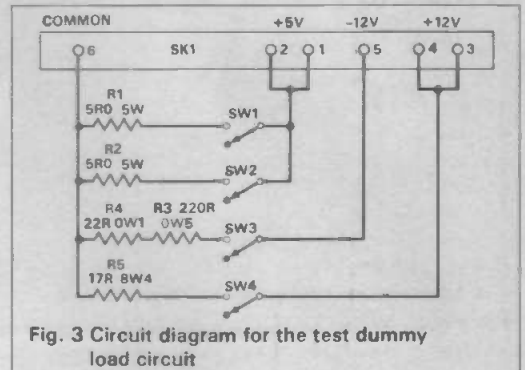 COMMON +5V -12V +12V
6 SK1 2 1 5 4 3
R1
5R0 5W SW1
R2
5R0 5W SW2
R4 R3 220R
22R 0W1 0W5 SW3
R5
17R 8W4 SW4
Fig. 3 Circuit diagram for the test dummy
load circuit